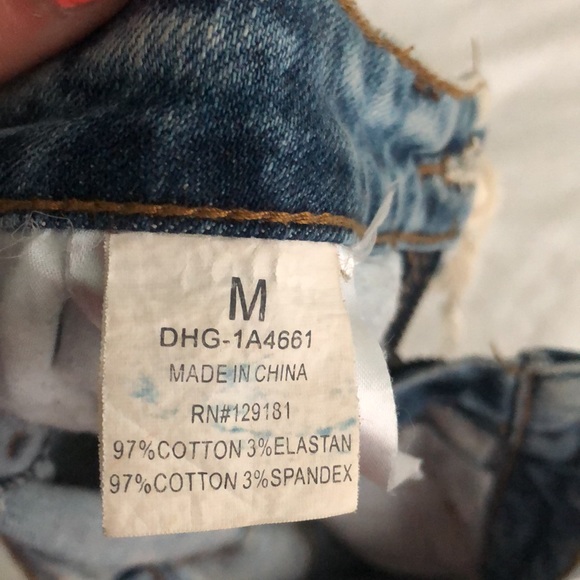 M
DHG-1A4661
MADE IN CHINA
RN#129181
97%COTTON 3%ELASTAN
97%COTTON 3%SPANDEX